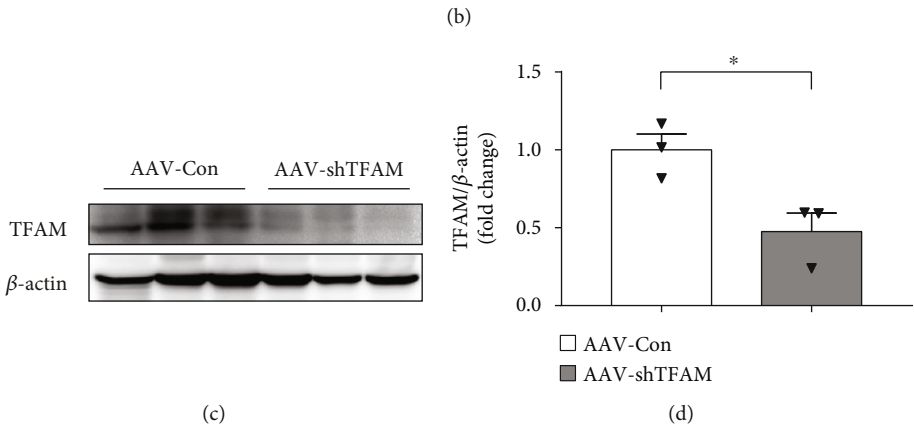 (b)
AAV-Con AAV-shTFAM
TFAM
β-actin
(c)
TFAM/β-actin
(fold change)
1.5
1.0
0.5
0.0
*
AAV-Con
AAV-shTFAM
(d)